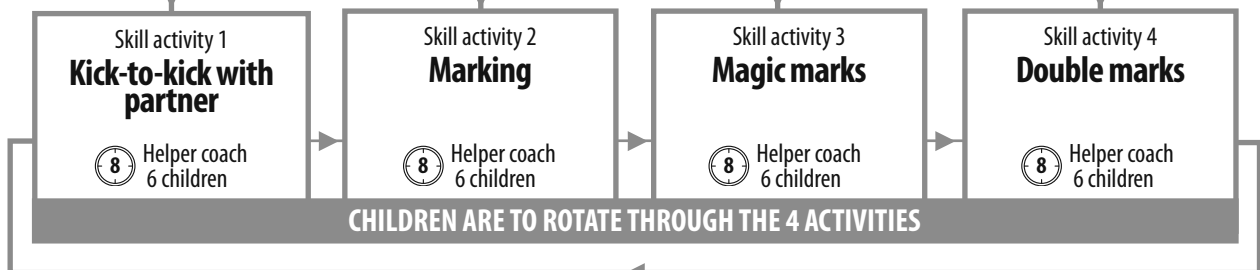 Skill activity 1
Kick-to-kick with
partner
8
Helper coach
6 children
Skill activity 2
Marking
8
Helper coach
6 children
Skill activity 3
Magic marks
8
Helper coach
6 children
Skill activity 4
Double marks
8
Helper coach
6 children
CHILDREN ARE TO ROTATE THROUGH THE 4 ACTIVITIES